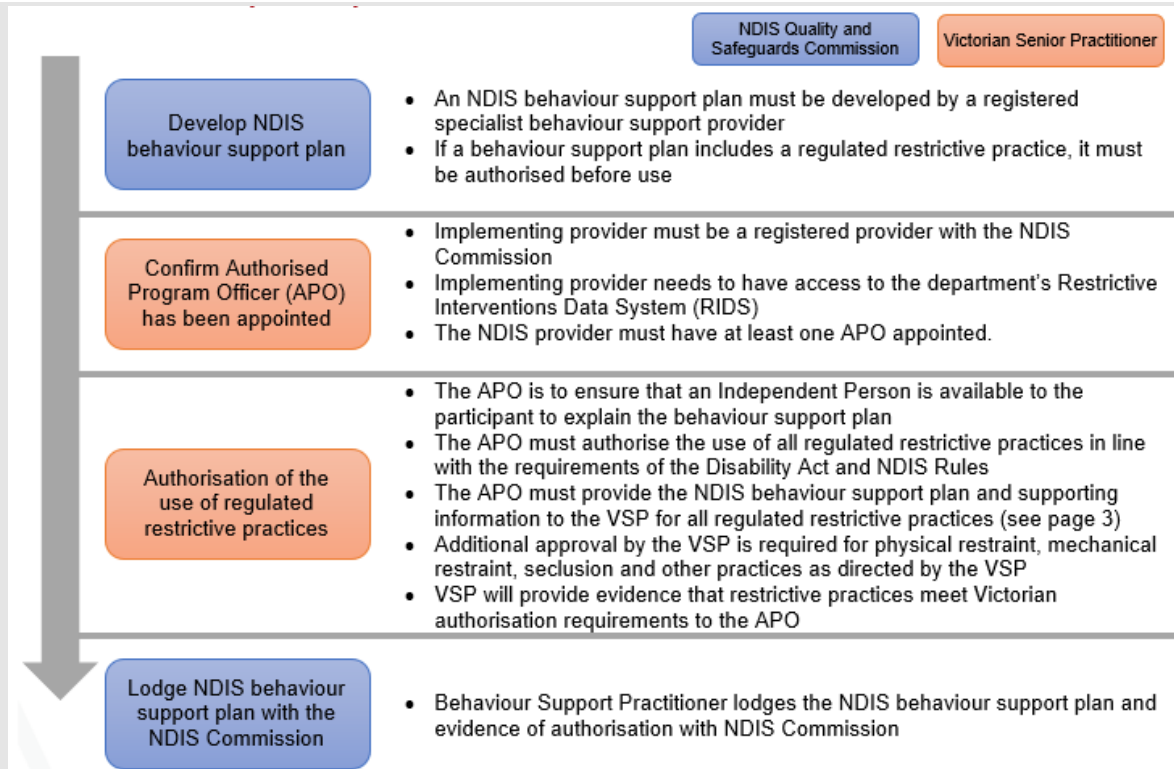 NDIS Quality and
Safeguards Commission
Victorian Senior Practitioner
Develop NDIS
behaviour support plan
• An NDIS behaviour support plan must be developed by a registered
specialist behaviour support provider
• If a behaviour support plan includes a regulated restrictive practice, it must
be authorised before use
Confirm Authorised
Program Officer (APO)
has been appointed
• Implementing provider must be a registered provider with the NDIS
Commission
• Implementing provider needs to have access to the department’s Restrictive
Interventions Data System (RIDS)
• The NDIS provider must have at least one APO appointed.
Authorisation of the
use of regulated
restrictive practices
• The APO is to ensure that an Independent Person is available to the
participant to explain the behaviour support plan
• The APO must authorise the use of all regulated restrictive practices in line
with the requirements of the Disability Act and NDIS Rules
• The APO must provide the NDIS behaviour support plan and supporting
information to the VSP for all regulated restrictive practices (see page 3)
• Additional approval by the VSP is required for physical restraint, mechanical
restraint, seclusion and other practices as directed by the VSP
• VSP will provide evidence that restrictive practices meet Victorian
authorisation requirements to the APO
Lodge NDIS behaviour
support plan with the
NDIS Commission
• Behaviour Support Practitioner lodges the NDIS behaviour support plan and
evidence of authorisation with NDIS Commission